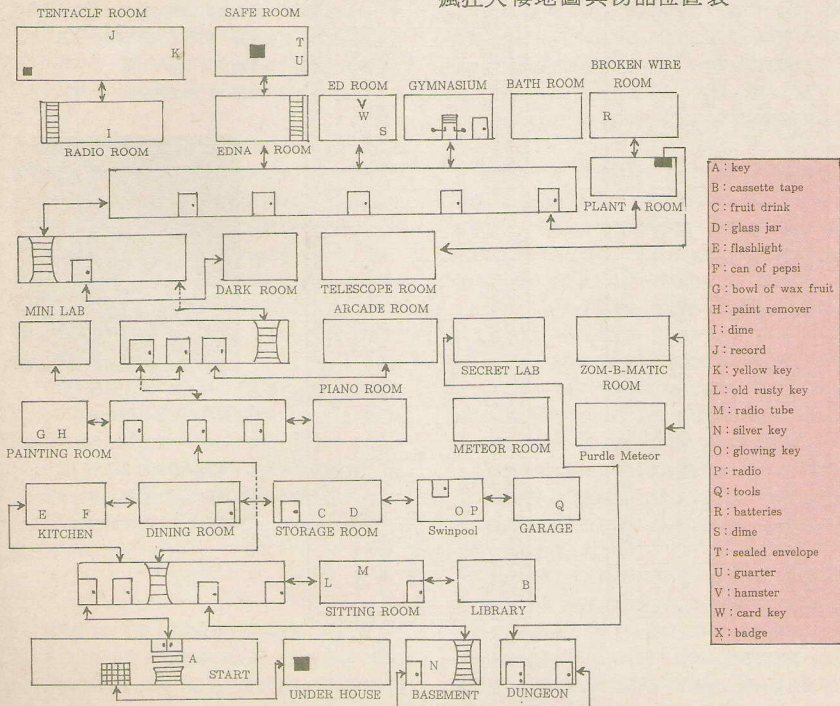 瘋狂大樓地圖與物品位置表
TENTACLF ROOM
SAFE ROOM
J
K
T
U
BROKEN WIRE
ROOM
ED ROOM
GYMNASIUM
BATH ROOM
V
W
S
R
I
RADIO ROOM
EDNA ROOM
PLANT ROOM
DARK ROOM
TELESCOPE ROOM
MINI LAB
ARCADE ROOM
SECRET LAB
ZOM-B-MATIC
ROOM
PIANO ROOM
G H
PAINTING ROOM
METEOR ROOM
Purdle Meteor
E F
C D
O P
Q
KITCHEN
DINING ROOM
STORAGE ROOM
Swinpool
GARAGE
M
L
B
SITTING ROOM
LIBRARY
A
START
N
UNDER HOUSE
BASEMENT
DUNGEON
A : key
B : cassette tape
C : fruit drink
D : glass jar
E : flashlight
F : can of pepsi
G : bowl of wax fruit
H : paint remover
I : dime
J : record
K : yellow key
L : old rusty key
M : radio tube
N : silver key
O : glowing key
P : radio
Q : tools
R : batteries
S : dime
T : sealed envelope
U : guarter
V : hamster
W : card key
X : badge